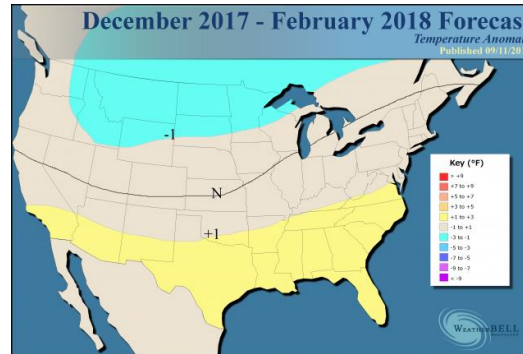 December 2017 - February 2018 Forecas
Temperature Anomal
Published 09/11/201
-1
N
+1
Key (°F)
> +9
+7 to +9
+5 to +7
+3 to +5
+1 to +3
-1 to +1
-3 to -1
-5 to -3
-7 to -5
-9 to -7
< -9
WEATHERBELL